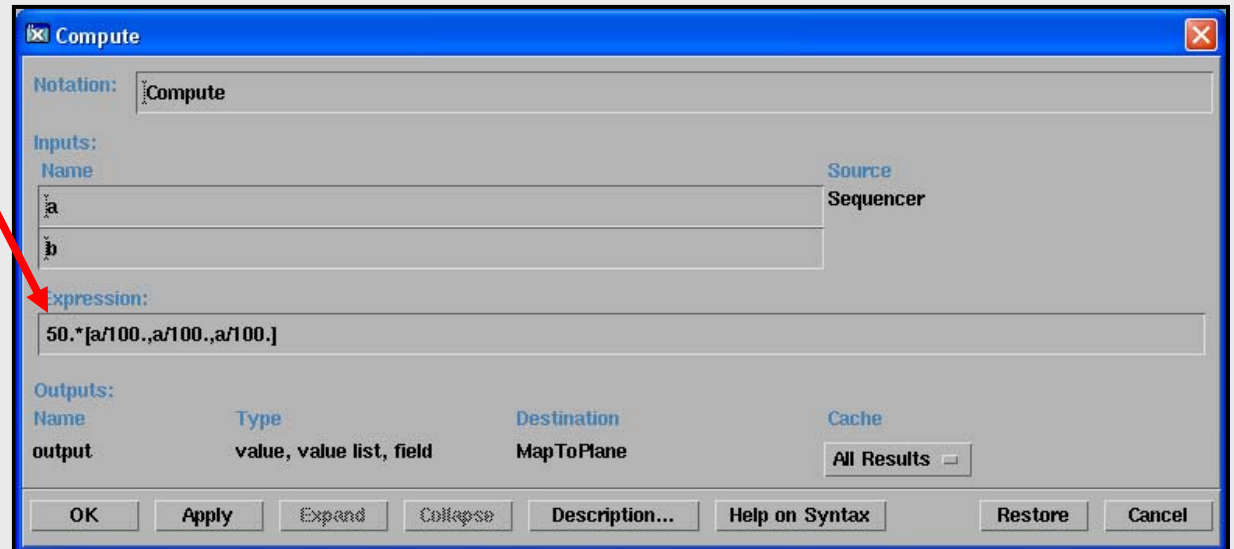 Compute
Notation: Compute
Inputs:
Name Source
a Sequencer
b
Expression:
50.*[a/100.,a/100.,a/100.]
Outputs:
Name Type Destination Cache
output value, value list, field MapToPlane All Results
OK Apply Expand Collapse Description... Help on Syntax Restore Cancel